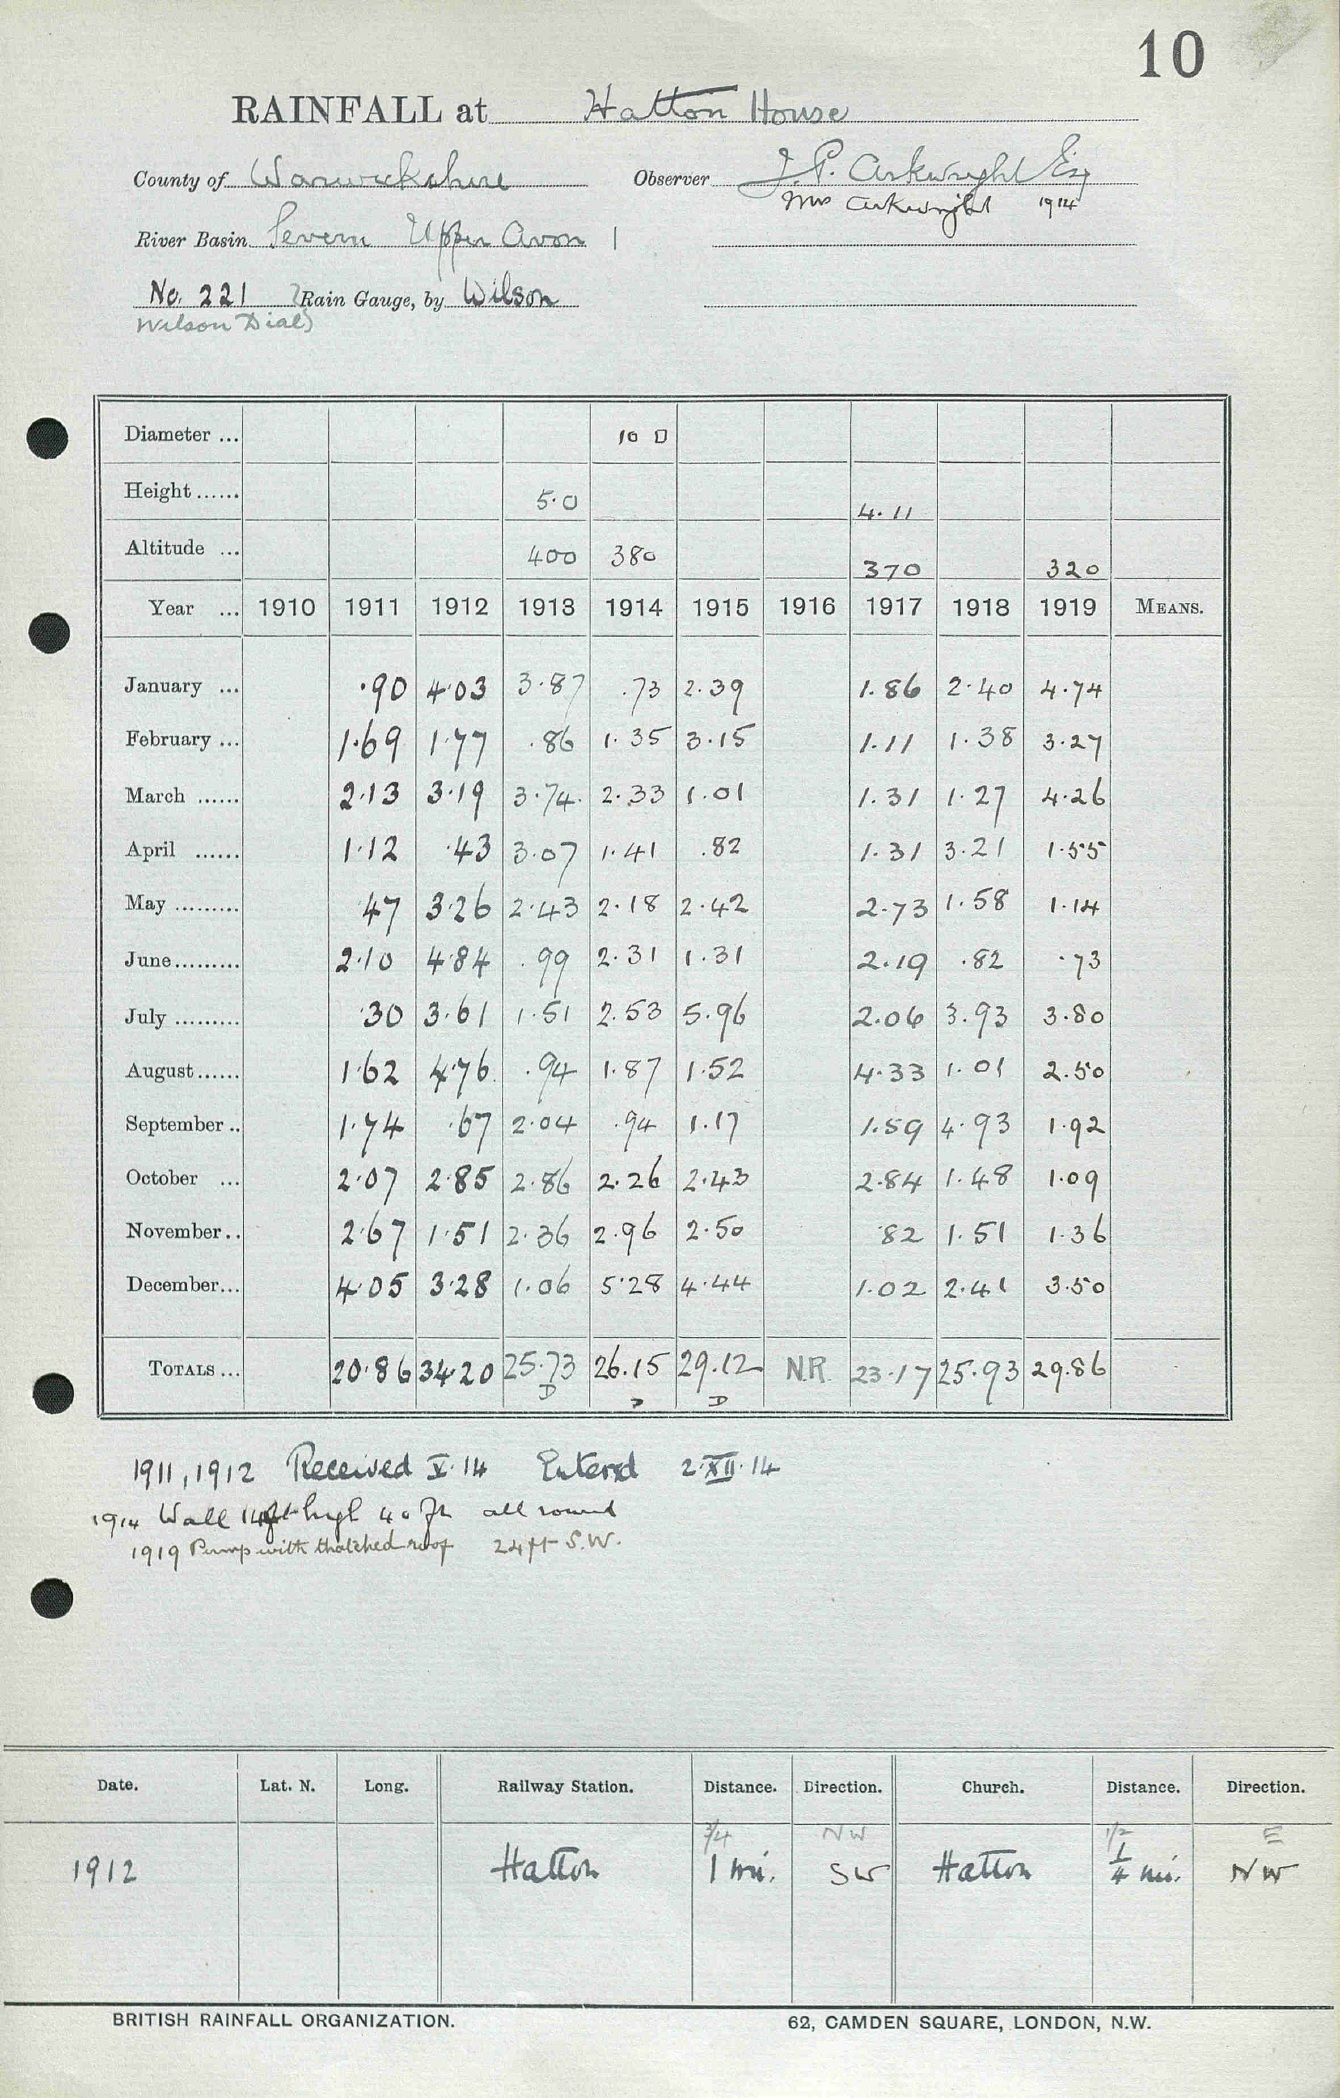 10
RAINFALL at Hatton House
County of Warwickshire Observer J.P. Arkwright Esq
Mrs Arkwright 1914
River Basin Severn Upper Avon
No. 221 ? Rain Gauge, by Wilson
Wilson Dial)
Diameter ... 10 □
Height...... 5.0 4.11
Altitude ... 400 380 370 320
Year ... 1910 1911 1912 1913 1914 1915 1916 1917 1918 1919 MEANS.
January ... .90 4.03 3.87 .73 2.39 1.86 2.40 4.74
February ... 1.69 1.77 .86 1.35 3.15 1.11 1.38 3.27
March ...... 2.13 3.19 3.74 2.33 1.01 1.31 1.27 4.26
April ...... 1.12 .43 3.07 1.41 .82 1.31 3.21 1.55
May ......... .47 3.26 2.43 2.18 2.42 2.73 1.58 1.14
June......... 2.10 4.84 .99 2.31 1.31 2.19 .82 .73
July ......... .30 3.61 1.51 2.53 5.96 2.06 3.93 3.80
August...... 1.62 4.76 .94 1.87 1.52 4.33 1.01 2.50
September .. 1.74 .67 2.04 .94 1.17 1.59 4.93 1.92
October ... 2.07 2.85 2.86 2.26 2.43 2.84 1.48 1.09
November.. 2.67 1.51 2.36 2.96 2.50 .82 1.51 1.36
December... 4.05 3.28 1.06 5.28 4.44 1.02 2.41 3.50
TOTALS ... 20.86 34.20 25.73 26.15 29.12 N.R. 23.17 25.93 29.86
D D D
1911, 1912 Received V.14 Entered 2.XII.14
1914 Wall 14ft high 40 ft all round
1919 Pump with thatched roof 24ft S.W.
Date. Lat. N. Long. Railway Station. Distance. Direction. Church. Distance. Direction.
3/4 NW 1/2 E
1912 Hatton 1 mi. SW Hatton 1/4 mi. NW
BRITISH RAINFALL ORGANIZATION. 62, CAMDEN SQUARE, LONDON, N.W.